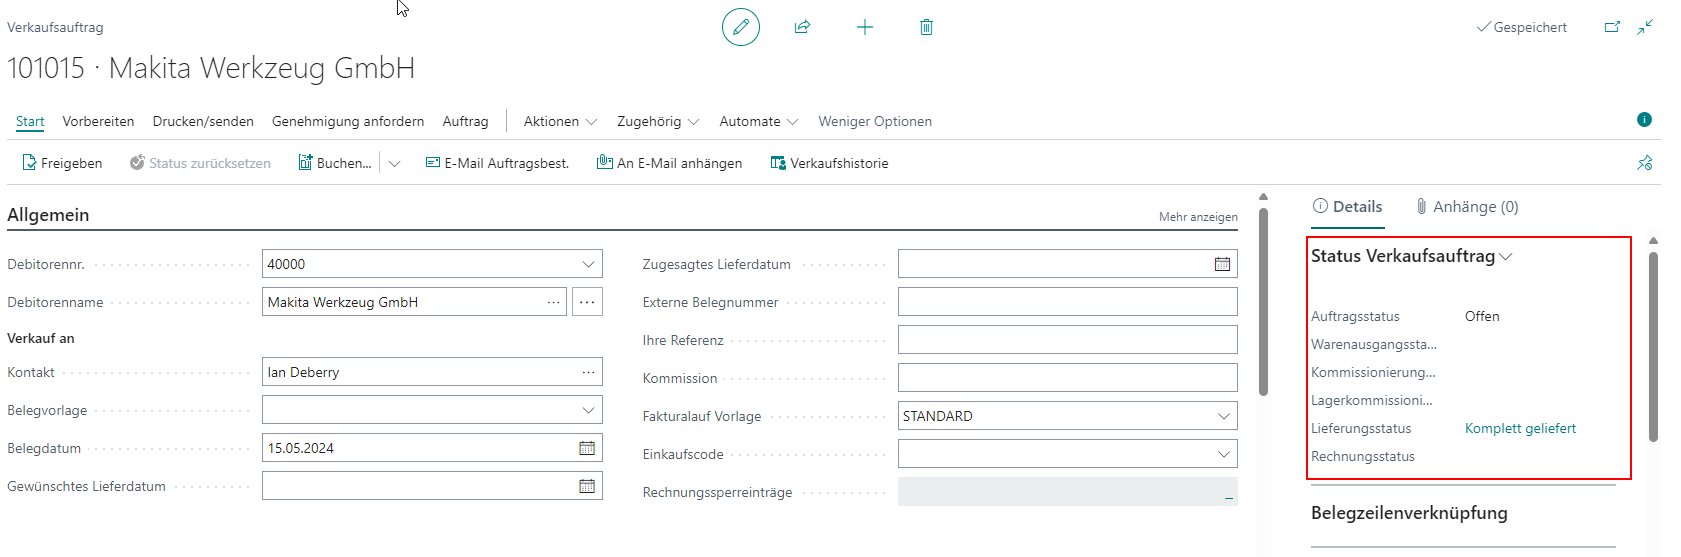 Verkaufsauftrag
Gespeichert
101015 · Makita Werkzeug GmbH
Start Vorbereiten Drucken/senden Genehmigung anfordern Auftrag Aktionen Zugehörig Automate Weniger Optionen
Freigeben Status zurücksetzen Buchen... E-Mail Auftragsbest. An E-Mail anhängen Verkaufshistorie
Allgemein
Mehr anzeigen
Debitorennr. 40000
Debitorenname Makita Werkzeug GmbH
Verkauf an
Kontakt Ian Deberry
Belegvorlage
Belegdatum 15.05.2024
Gewünschtes Lieferdatum
Zugesagtes Lieferdatum
Externe Belegnummer
Ihre Referenz
Kommission
Fakturalauf Vorlage STANDARD
Einkaufscode
Rechnungssperreinträge _
Details Anhänge (0)
Status Verkaufsauftrag
Auftragsstatus Offen
Warenausgangssta...
Kommissionierung...
Lagerkommissioni...
Lieferungsstatus Komplett geliefert
Rechnungsstatus
Belegzeilenverknüpfung